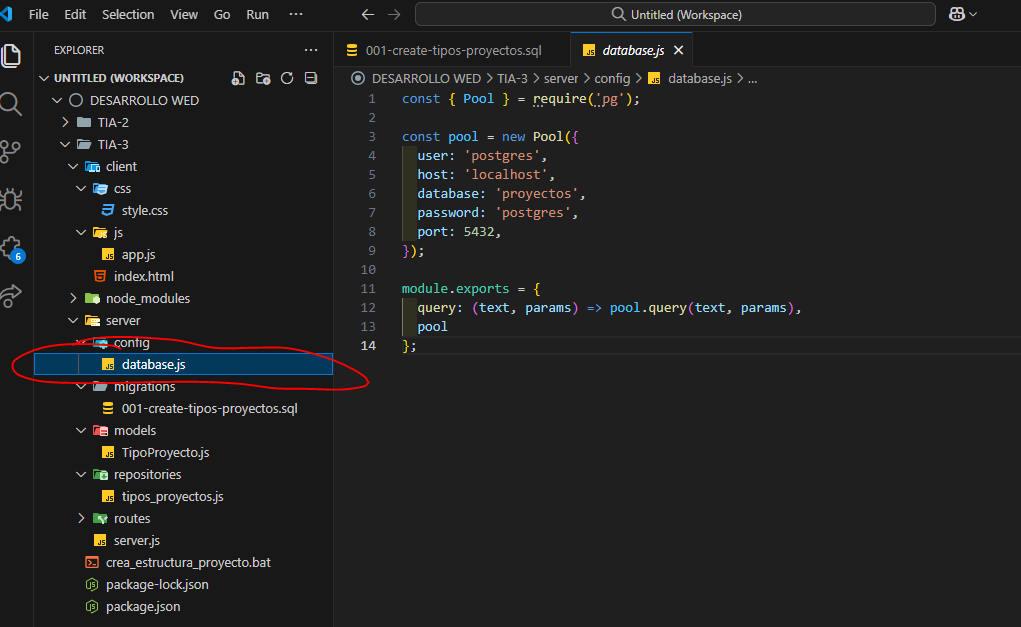 File Edit Selection View Go Run ··· Untitled (Workspace)
EXPLORER ···
UNTITLED (WORKSPACE)
DESARROLLO WED
TIA-2
TIA-3
client
css
style.css
js
app.js
index.html
node_modules
server
config
database.js
migrations
001-create-tipos-proyectos.sql
models
TipoProyecto.js
repositories
tipos_proyectos.js
routes
server.js
crea_estructura_proyecto.bat
package-lock.json
package.json
6
001-create-tipos-proyectos.sql JS database.js ×
DESARROLLO WED > TIA-3 > server > config > JS database.js > ...
1 const { Pool } = require('pg');
2
3 const pool = new Pool({
4 user: 'postgres',
5 host: 'localhost',
6 database: 'proyectos',
7 password: 'postgres',
8 port: 5432,
9 });
10
11 module.exports = {
12 query: (text, params) => pool.query(text, params),
13 pool
14 };